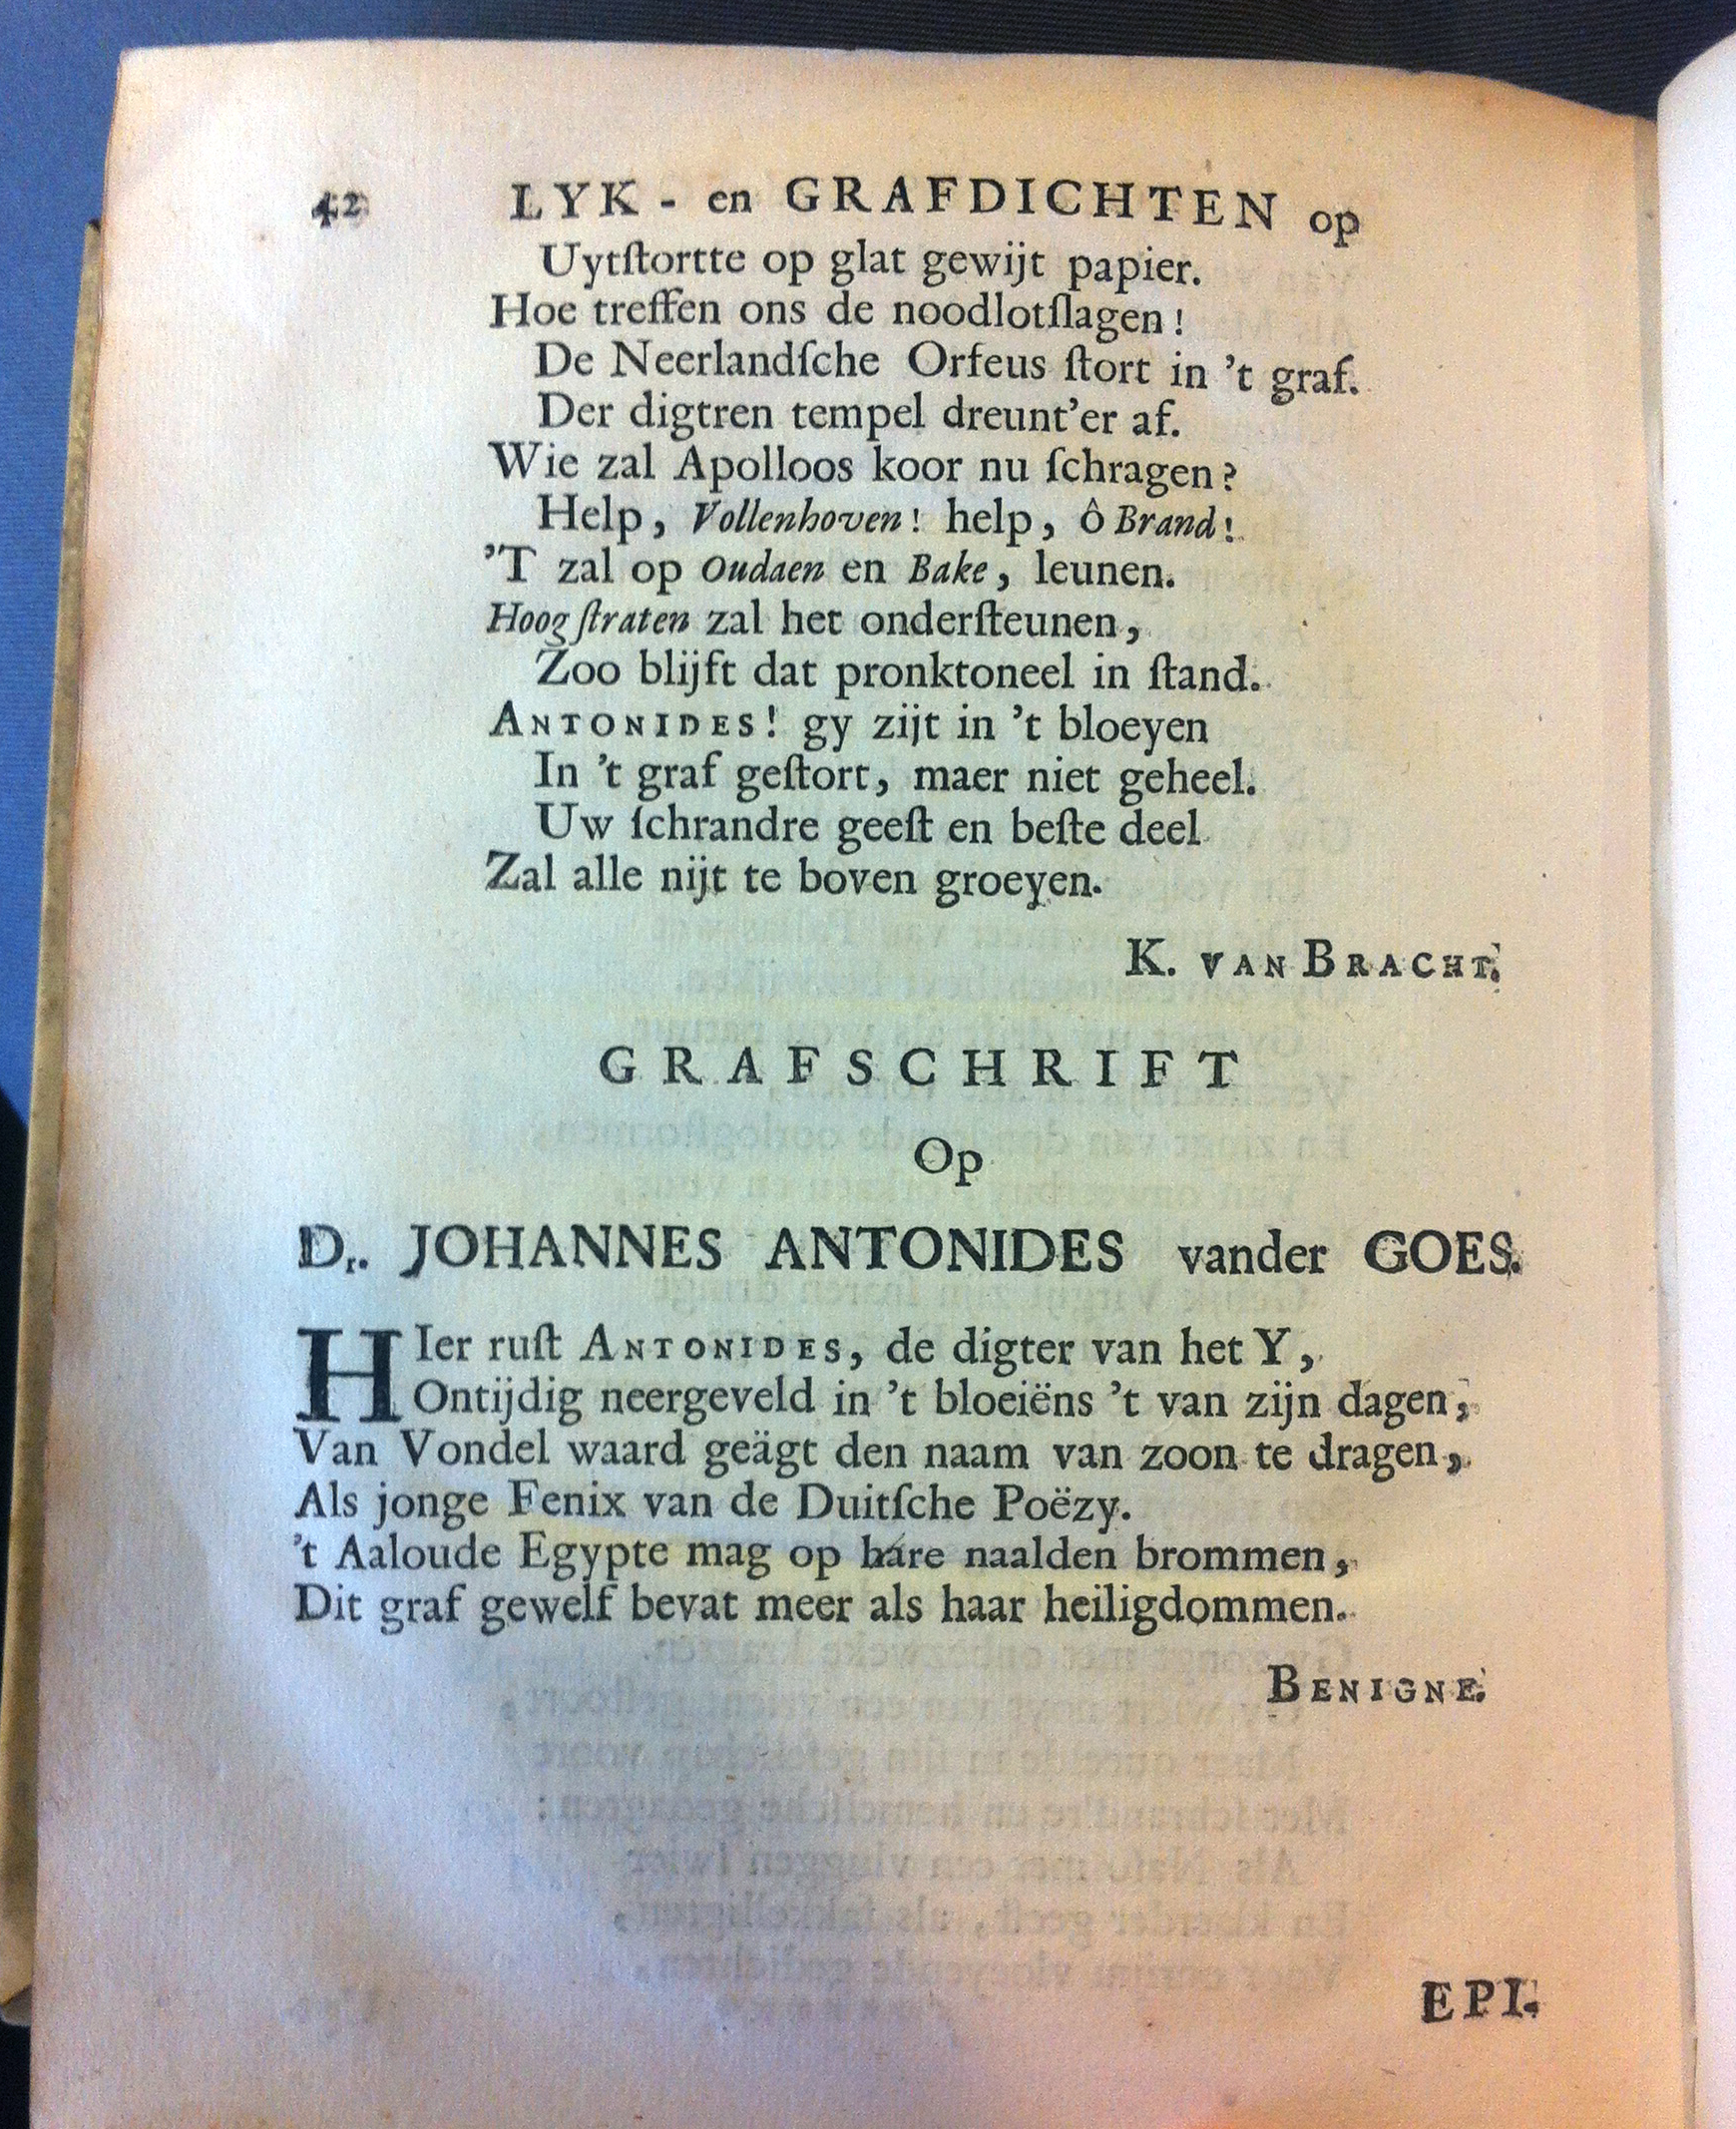 42 LYK - en GRAFDICHTEN op
Uytſtortte op glat gewijt papier.
Hoe treffen ons de noodlotſlagen!
De Neerlandſche Orfeus ſtort in 't graf.
Der digtren tempel dreunt'er af.
Wie zal Apolloos koor nu ſchragen?
Help, Vollenhoven! help, ô Brand!
'T zal op Oudaen en Bake, leunen.
Hoogſtraten zal het onderſteunen,
Zoo blijft dat pronktoneel in ſtand.
ANTONIDES! gy zijt in 't bloeyen
In 't graf geſtort, maer niet geheel.
Uw ſchrandre geeſt en beſte deel
Zal alle nijt te boven groeyen.
K. VAN BRACHT.
GRAFSCHRIFT
Op
Dr. JOHANNES ANTONIDES vander GOES.
HIer ruſt ANTONIDES, de digter van het Y,
Ontijdig neergeveld in 't bloeiëns 't van zijn dagen,
Van Vondel waard geägt den naam van zoon te dragen,
Als jonge Fenix van de Duitſche Poëzy.
't Aaloude Egypte mag op háre naalden brommen,
Dit graf gewelf bevat meer als haar heiligdommen.
BENIGNE.
EPI.